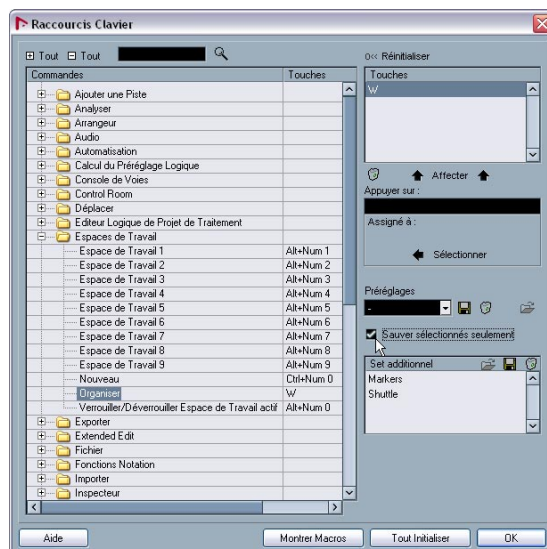 Raccourcis Clavier
Tout Tout
Commandes Touches
Ajouter une Piste
Analyser
Arrangeur
Audio
Automatisation
Calcul du Préréglage Logique
Console de Voies
Control Room
Déplacer
Editeur Logique de Projet de Traitement
Espaces de Travail
Espace de Travail 1 Alt+Num 1
Espace de Travail 2 Alt+Num 2
Espace de Travail 3 Alt+Num 3
Espace de Travail 4 Alt+Num 4
Espace de Travail 5 Alt+Num 5
Espace de Travail 6 Alt+Num 6
Espace de Travail 7 Alt+Num 7
Espace de Travail 8 Alt+Num 8
Espace de Travail 9 Alt+Num 9
Nouveau Ctrl+Num 0
Organiser W
Verrouiller/Déverrouiller Espace de Travail actif Alt+Num 0
Exporter
Extended Edit
Fichier
Fonctions Notation
Importer
Inspecteur
0<< Réinitialiser
Touches
W
Affecter
Appuyer sur :
Assigné à :
Sélectionner
Préréglages
-
Sauver sélectionnés seulement
Set additionnel
Markers
Shuttle
Aide Montrer Macros Tout Initialiser OK